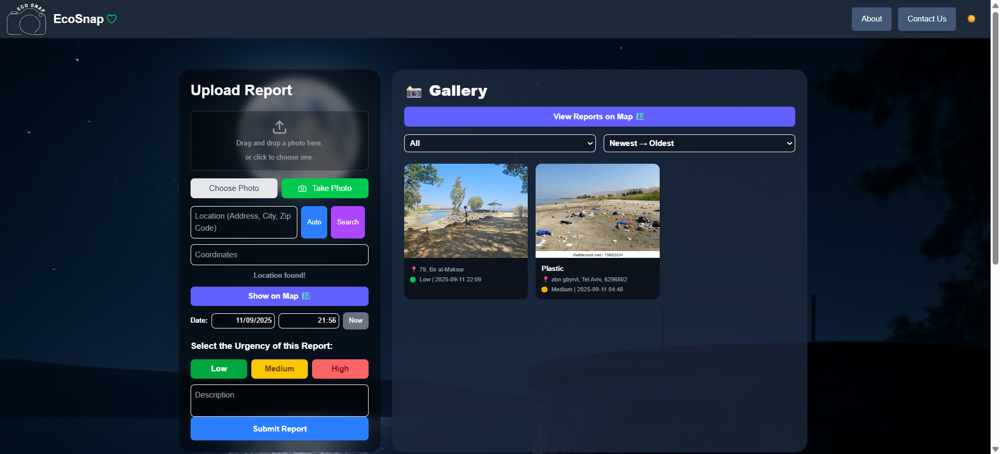 ECO SNAP
EcoSnap
About
Contact Us
Upload Report
Drag and drop a photo here,
or click to choose one.
Choose Photo
Take Photo
Location (Address, City, Zip
Code)
Auto
Search
Coordinates
Location found!
Show on Map
Date:
11/09/2025
21:56
Now
Select the Urgency of this Report:
Low
Medium
High
Description
Submit Report
Gallery
View Reports on Map
All
Newest → Oldest
79, Bir al-Maksur
Low | 2025-09-11 22:09
shutterstock.com • 738015154
Plastic
abn gbyrvl, Tel Aviv, 6296802
Medium | 2025-09-11 04:48